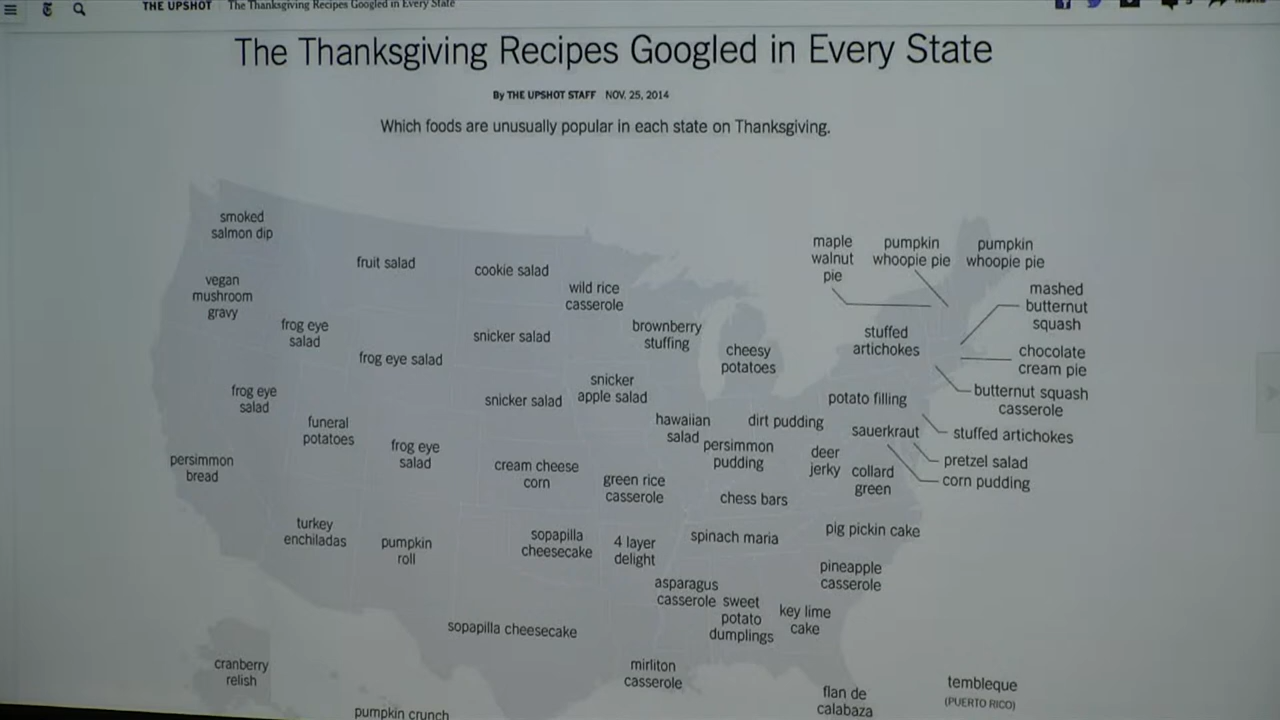 THE UPSHOT The Thanksgiving Recipes Googled in Every State
The Thanksgiving Recipes Googled in Every State
By THE UPSHOT STAFF NOV. 25, 2014
Which foods are unusually popular in each state on Thanksgiving.
smoked
salmon dip
fruit salad
cookie salad
wild rice
casserole
maple
walnut
pie
pumpkin
whoopie pie
pumpkin
whoopie pie
vegan
mushroom
gravy
frog eye
salad
frog eye salad
snicker salad
brownberry
stuffing
cheesy
potatoes
stuffed
artichokes
mashed
butternut
squash
chocolate
cream pie
butternut squash
casserole
frog eye
salad
funeral
potatoes
frog eye
salad
snicker salad
snicker
apple salad
hawaiian
salad
dirt pudding
potato filling
sauerkraut
stuffed artichokes
pretzel salad
corn pudding
persimmon
bread
cream cheese
corn
green rice
casserole
persimmon
pudding
deer
jerky
collard
green
chess bars
turkey
enchiladas
pumpkin
roll
sopapilla
cheesecake
4 layer
delight
spinach maria
pig pickin cake
pineapple
casserole
asparagus
casserole
sweet
potato
dumplings
key lime
cake
sopapilla cheesecake
mirliton
casserole
cranberry
relish
pumpkin crunch
flan de
calabaza
tembleque
(PUERTO RICO)